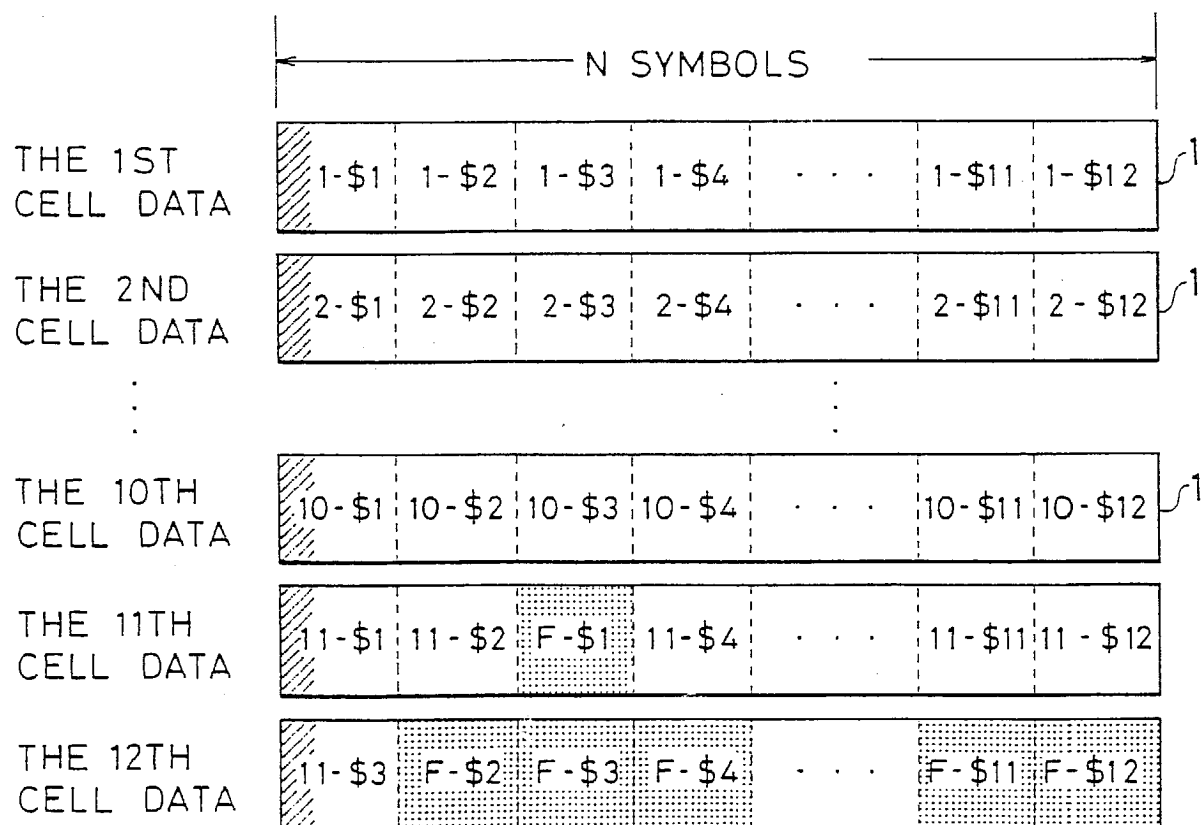 N SYMBOLS
THE 1ST CELL DATA
1-$1 1-$2 1-$3 1-$4 . . . 1-$11 1-$12 1
THE 2ND CELL DATA
2-$1 2-$2 2-$3 2-$4 . . . 2-$11 2-$12 1
THE 10TH CELL DATA
10-$1 10-$2 10-$3 10-$4 . . . 10-$11 10-$12 1
THE 11TH CELL DATA
11-$1 11-$2 F-$1 11-$4 . . . 11-$11 11-$12
THE 12TH CELL DATA
11-$3 F-$2 F-$3 F-$4 . . . F-$11 F-$12